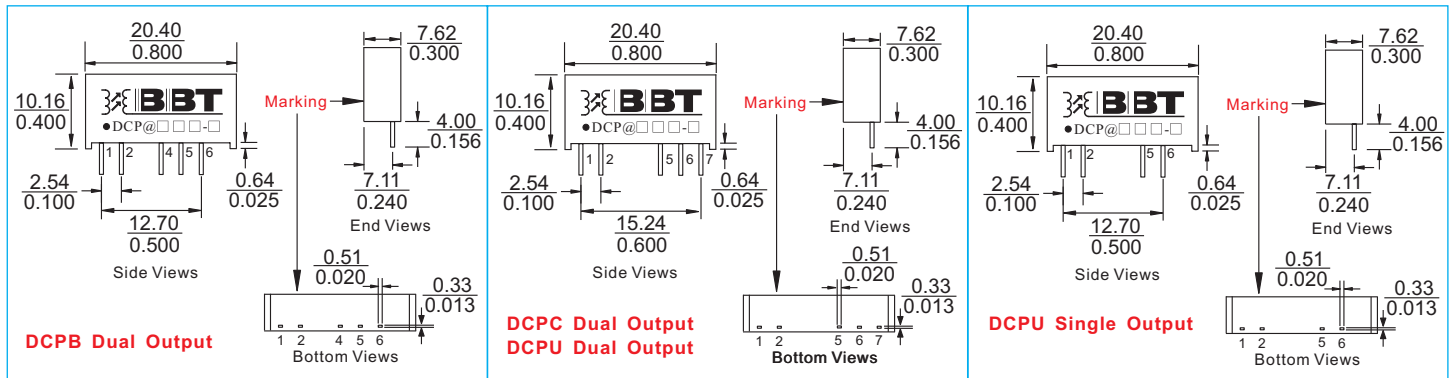 20.40
0.800
7.62
0.300
10.16
0.400
BBT
Marking
●DCP@□□□-□
4.00
0.156
1 2 4 5 6
2.54
0.100
0.64
0.025
7.11
0.240
12.70
0.500
End Views
Side Views
0.51
0.020
0.33
0.013
DCPB Dual Output
1 2 4 5 6
Bottom Views
20.40
0.800
7.62
0.300
10.16
0.400
BBT
Marking
●DCP@□□□-□
4.00
0.156
1 2 5 6 7
2.54
0.100
0.64
0.025
7.11
0.240
15.24
0.600
End Views
Side Views
0.51
0.020
0.33
0.013
DCPC Dual Output
DCPU Dual Output
1 2 5 6 7
Bottom Views
20.40
0.800
7.62
0.300
10.16
0.400
BBT
Marking
●DCP@□□□-□
4.00
0.156
1 2 5 6
2.54
0.100
0.64
0.025
7.11
0.240
12.70
0.500
End Views
Side Views
0.51
0.020
0.33
0.013
DCPU Single Output
1 2 5 6
Bottom Views